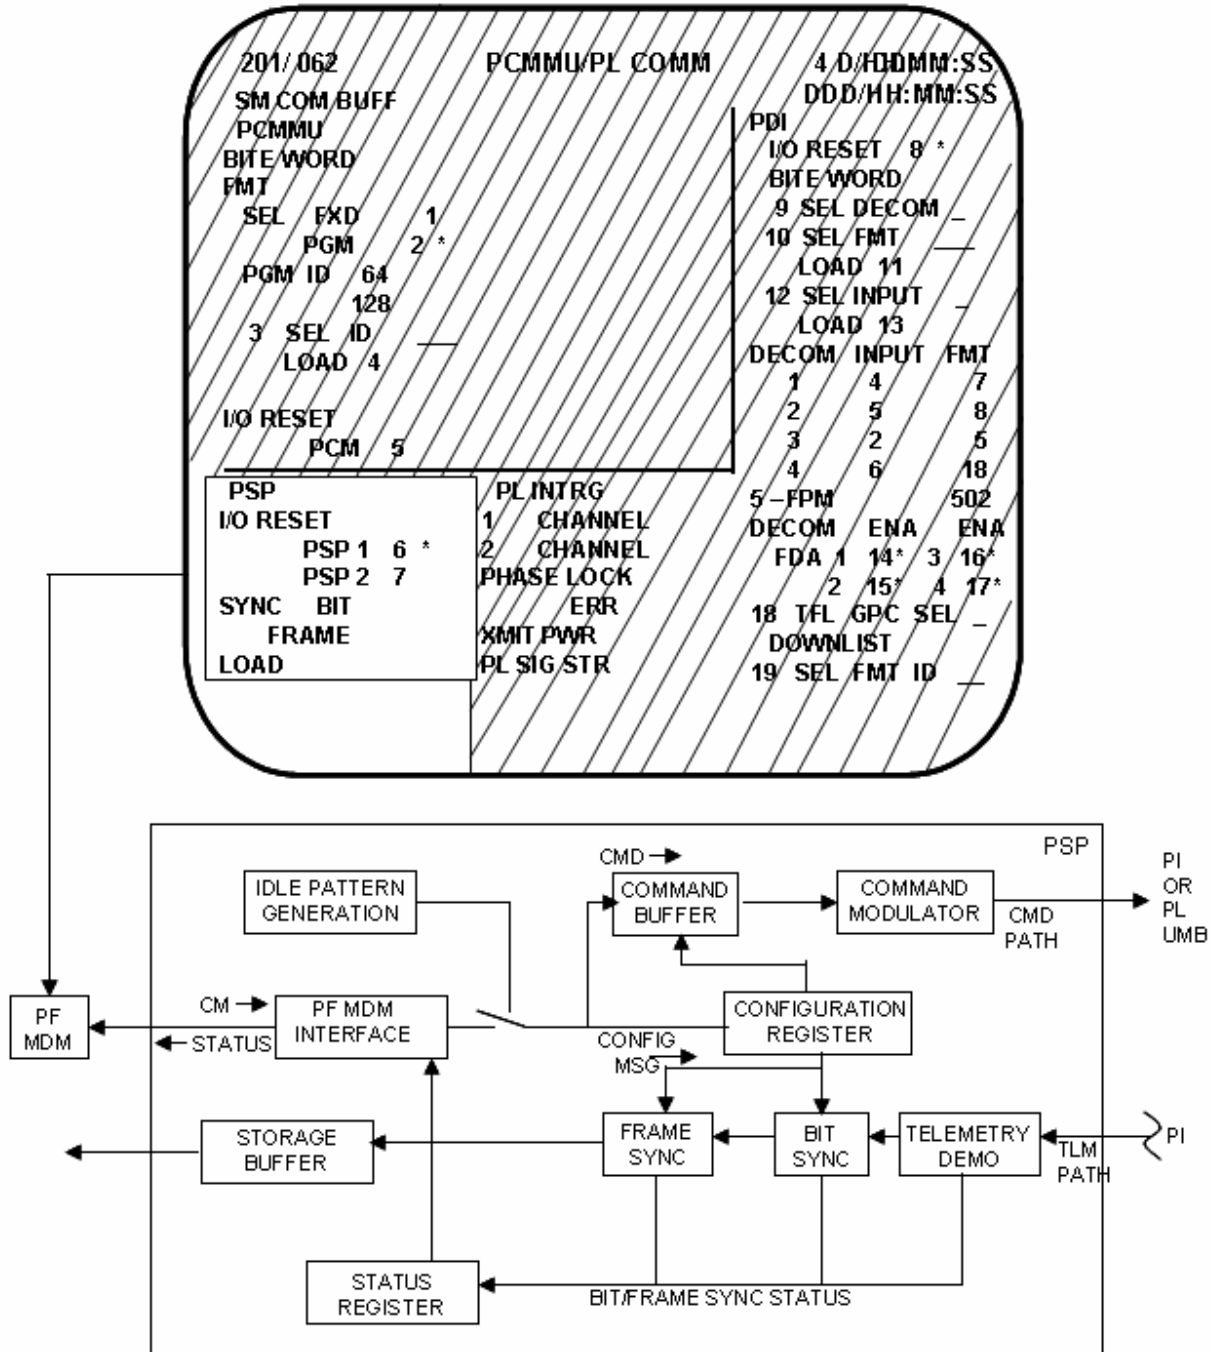 201/ 062 PCMMU/PL COMM 4 D/HDDMM:SS
DDD/HH:MM:SS
SM COM BUFF
PCMMU
BITE WORD
FMT
SEL FXD 1
PGM 2 *
PGM ID 64
128
3 SEL ID ___
LOAD 4
I/O RESET
PCM 5
PDI
I/O RESET 8 *
BITE WORD
9 SEL DECOM _
10 SEL FMT ___
LOAD 11
12 SEL INPUT _
LOAD 13
DECOM INPUT FMT
1 4 7
2 5 8
3 2 5
4 6 18
5 – FPM 502
DECOM ENA ENA
FDA 1 14* 3 16*
2 15* 4 17*
18 TFL GPC SEL _
DOWNLIST
19 SEL FMT ID __
PSP
I/O RESET
PSP 1 6 *
PSP 2 7
SYNC BIT
FRAME
LOAD
PL INTRG
1 CHANNEL
2 CHANNEL
PHASE LOCK
ERR
XMIT PWR
PL SIG STR
PSP
CMD
IDLE PATTERN
GENERATION
COMMAND
BUFFER
COMMAND
MODULATOR
CMD
PATH
PI
OR
PL
UMB
PF
MDM
CM
STATUS
PF MDM
INTERFACE
CONFIG
MSG
CONFIGURATION
REGISTER
STORAGE
BUFFER
FRAME
SYNC
BIT
SYNC
TELEMETRY
DEMO
TLM
PATH
PI
STATUS
REGISTER
BIT/FRAME SYNC STATUS